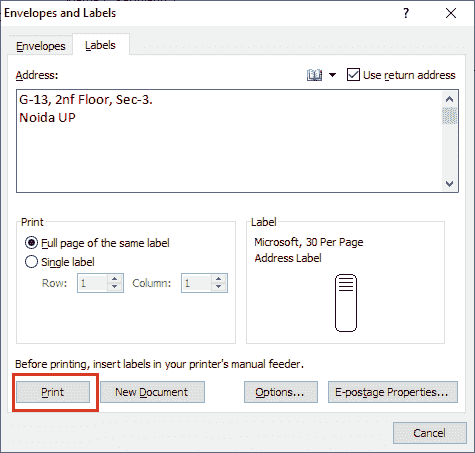 Envelopes and Labels ? ×
Envelopes Labels
Address: Use return address
G-13, 2nf Floor, Sec-3.
Noida UP
Print Label
Full page of the same label Microsoft, 30 Per Page
Single label Address Label
Row: 1 Column: 1
Before printing, insert labels in your printer's manual feeder.
Print New Document Options... E-postage Properties...
Cancel